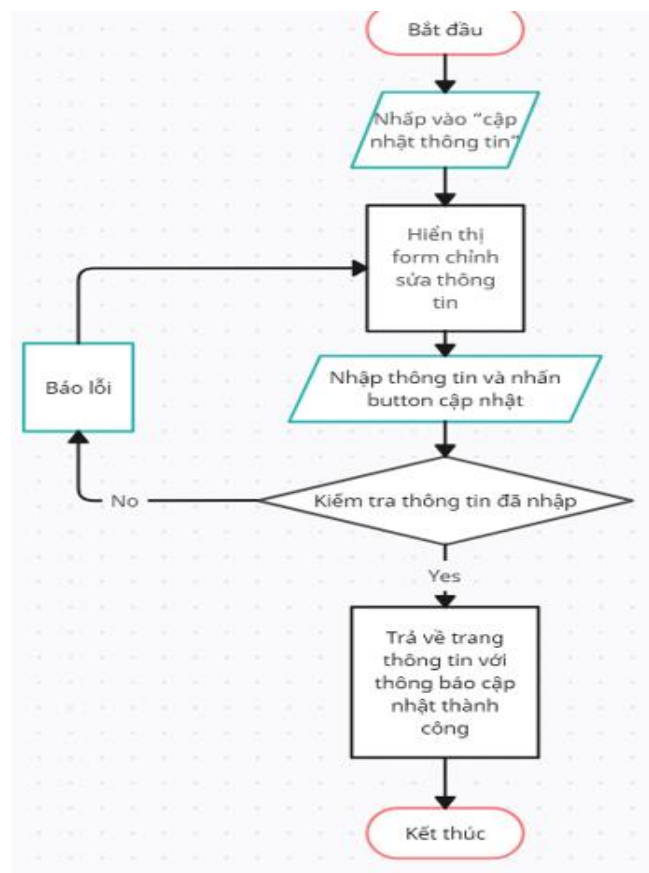 Bắt đầu
Nhấp vào “cập
nhật thông tin”
Hiển thị
form chỉnh
sửa thông
tin
Nhập thông tin và nhấn
button cập nhật
Báo lỗi
Kiểm tra thông tin đã nhập
No
Yes
Trả về trang
thông tin với
thông báo cập
nhật thành
công
Kết thúc